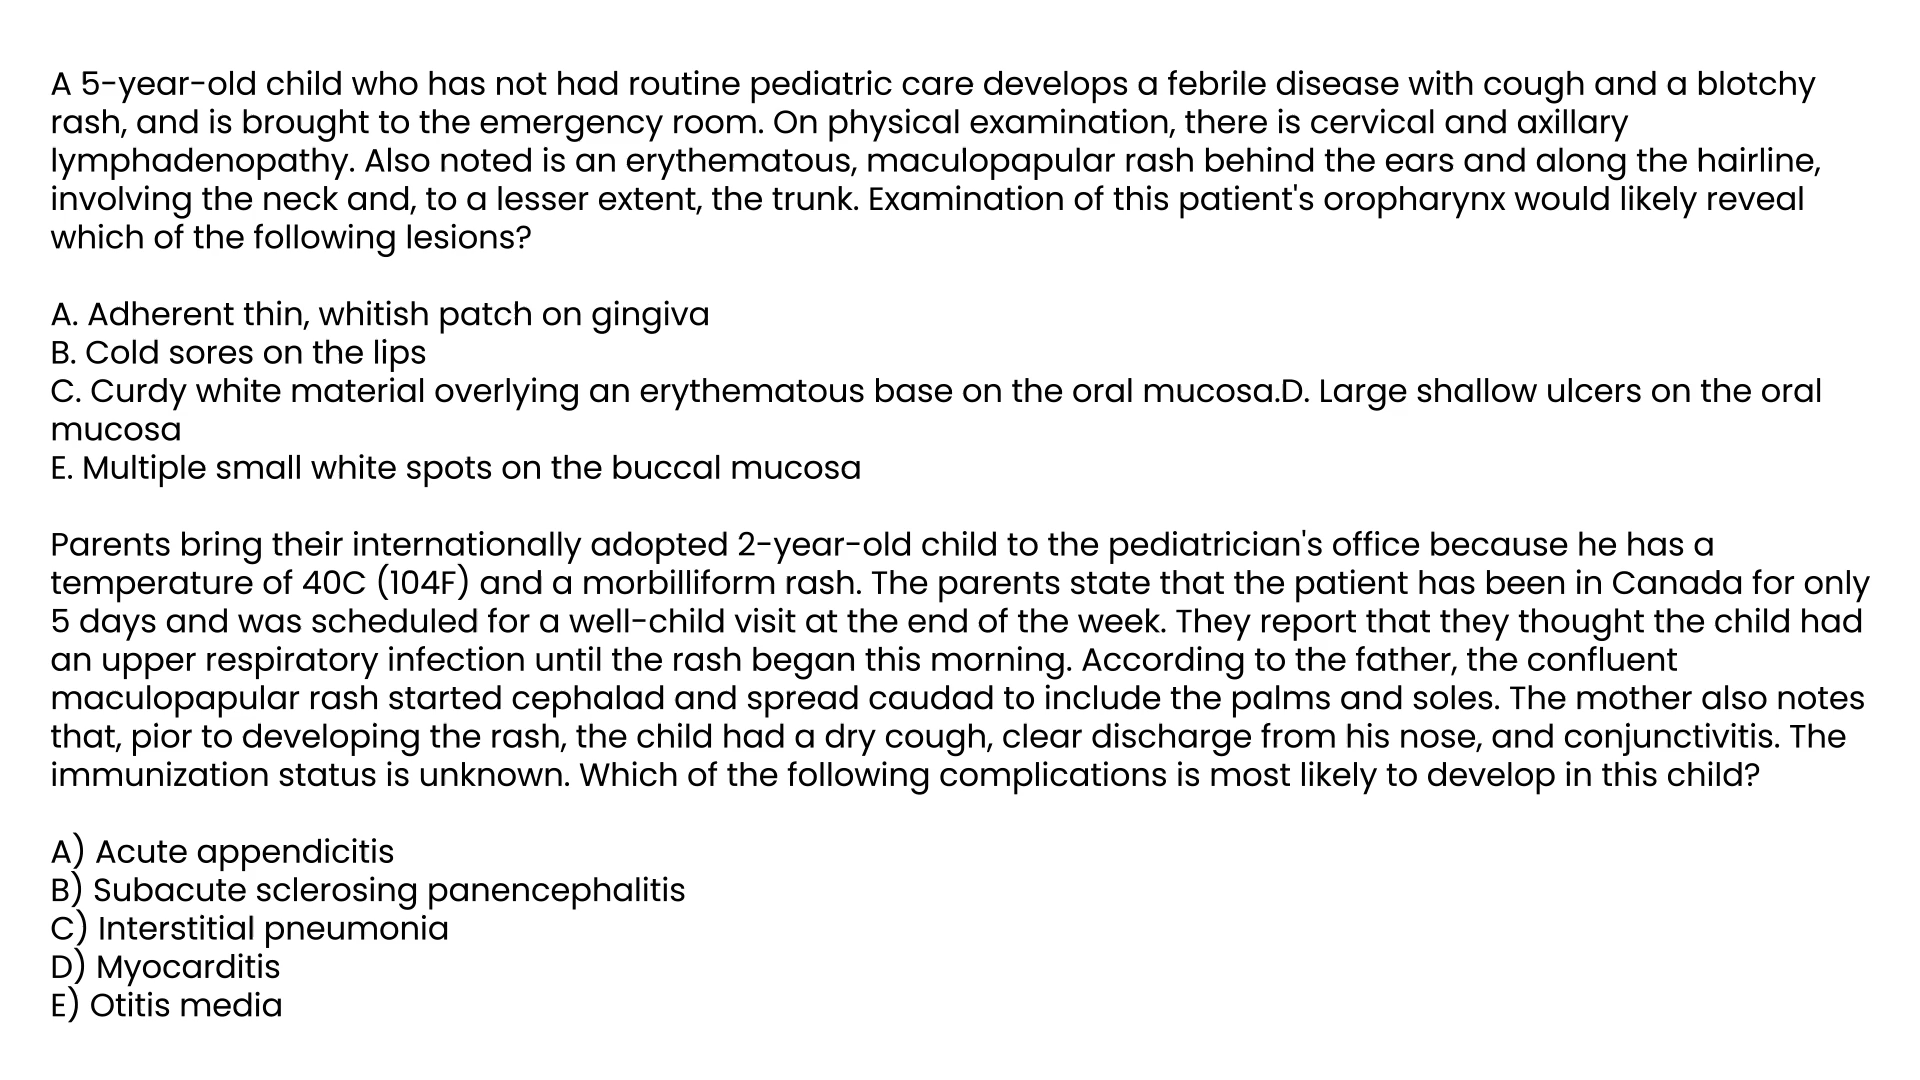 A 5-year-old child who has not had routine pediatric care develops a febrile disease with cough and a blotchy
rash, and is brought to the emergency room. On physical examination, there is cervical and axillary
lymphadenopathy. Also noted is an erythematous, maculopapular rash behind the ears and along the hairline,
involving the neck and, to a lesser extent, the trunk. Examination of this patient's oropharynx would likely reveal
which of the following lesions?
A. Adherent thin, whitish patch on gingiva
B. Cold sores on the lips
C. Curdy white material overlying an erythematous base on the oral mucosa.D. Large shallow ulcers on the oral
mucosa
E. Multiple small white spots on the buccal mucosa
Parents bring their internationally adopted 2-year-old child to the pediatrician's office because he has a
temperature of 40C (104F) and a morbilliform rash. The parents state that the patient has been in Canada for only
5 days and was scheduled for a well-child visit at the end of the week. They report that they thought the child had
an upper respiratory infection until the rash began this morning. According to the father, the confluent
maculopapular rash started cephalad and spread caudad to include the palms and soles. The mother also notes
that, pior to developing the rash, the child had a dry cough, clear discharge from his nose, and conjunctivitis. The
immunization status is unknown. Which of the following complications is most likely to develop in this child?
A) Acute appendicitis
B) Subacute sclerosing panencephalitis
C) Interstitial pneumonia
D) Myocarditis
E) Otitis media